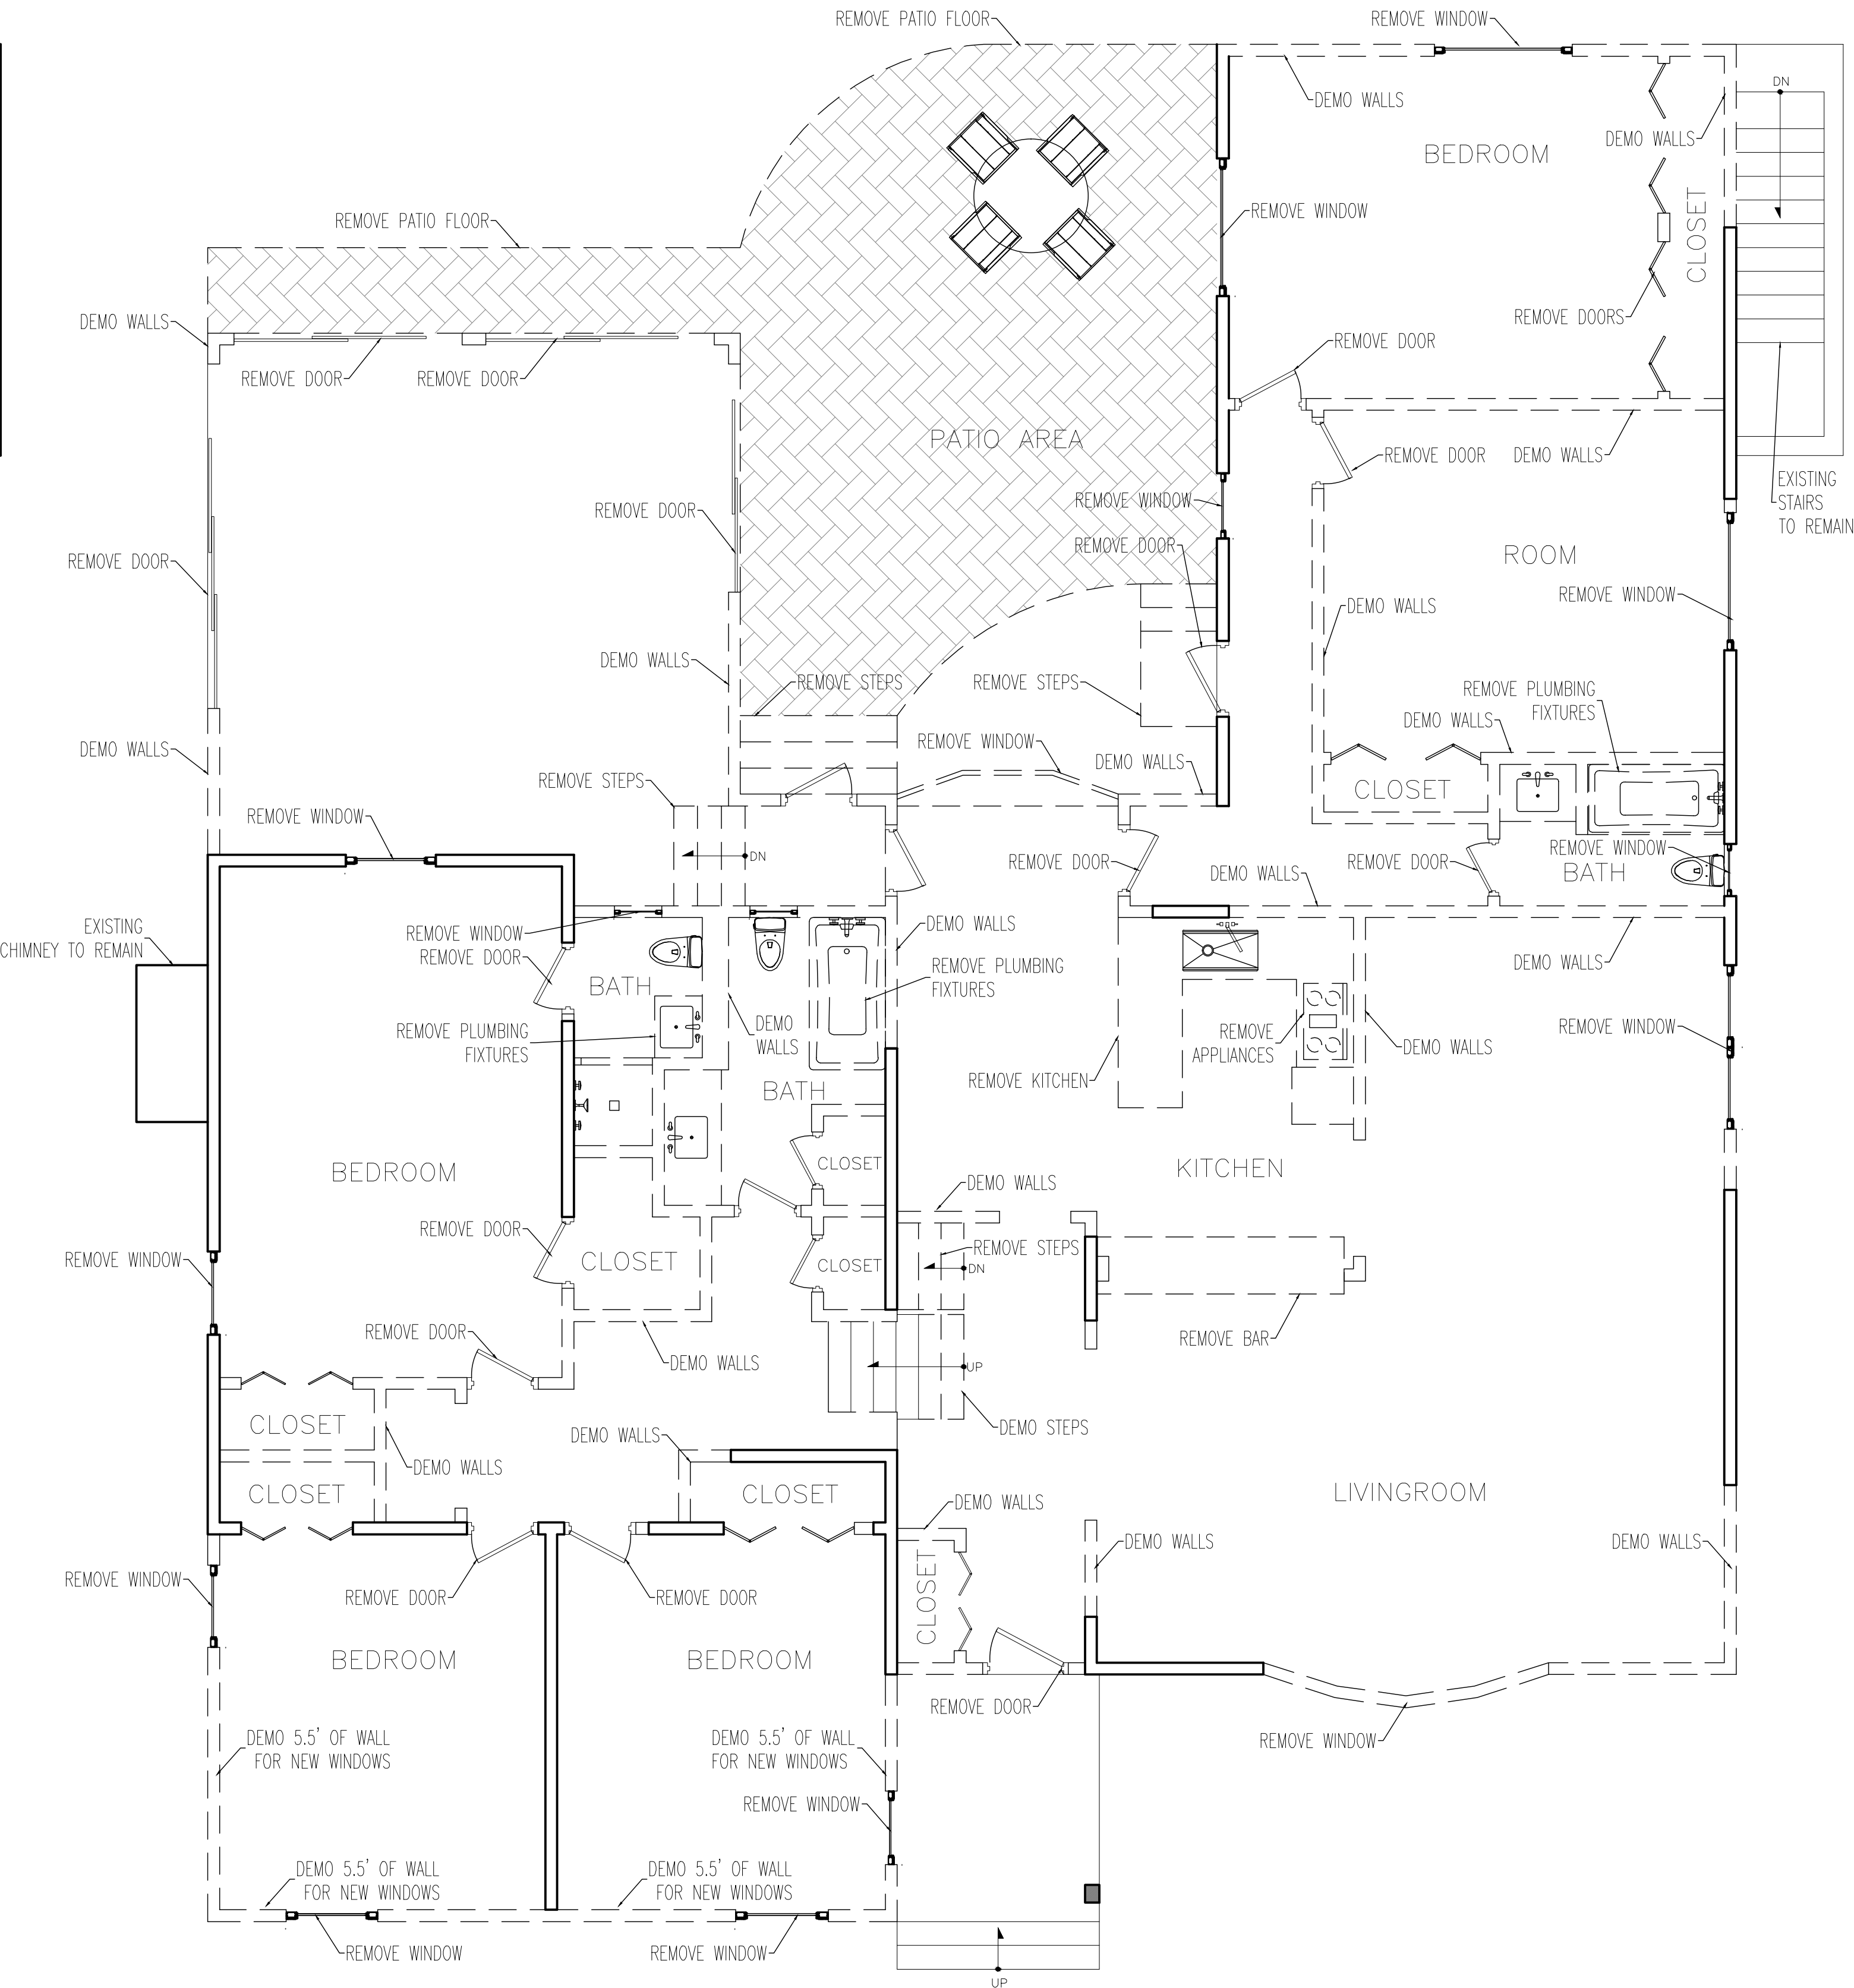 REMOVE PATIO FLOOR
REMOVE WINDOW
DN
DEMO WALLS
DEMO WALLS
BEDROOM
REMOVE PATIO FLOOR
REMOVE WINDOW
CLOSET
DEMO WALLS
REMOVE DOORS
REMOVE DOOR
REMOVE DOOR
REMOVE DOOR
PATIO AREA
REMOVE DOOR
DEMO WALLS
EXISTING
STAIRS
TO REMAIN
REMOVE WINDOW
REMOVE DOOR
REMOVE DOOR
ROOM
REMOVE DOOR
REMOVE WINDOW
DEMO WALLS
DEMO WALLS
REMOVE STEPS
REMOVE STEPS
REMOVE PLUMBING
FIXTURES
DEMO WALLS
DEMO WALLS
REMOVE WINDOW
DEMO WALLS
REMOVE STEPS
CLOSET
REMOVE WINDOW
DN
REMOVE DOOR
REMOVE DOOR
REMOVE WINDOW
BATH
DEMO WALLS
EXISTING
CHIMNEY TO REMAIN
REMOVE WINDOW
REMOVE DOOR
DEMO WALLS
DEMO WALLS
BATH
REMOVE PLUMBING
FIXTURES
REMOVE PLUMBING
FIXTURES
DEMO
WALLS
REMOVE
APPLIANCES
DEMO WALLS
REMOVE WINDOW
REMOVE KITCHEN
BATH
BEDROOM
CLOSET
KITCHEN
DEMO WALLS
REMOVE DOOR
REMOVE STEPS
REMOVE WINDOW
CLOSET
CLOSET
DN
REMOVE DOOR
REMOVE BAR
DEMO WALLS
UP
CLOSET
DEMO WALLS
DEMO STEPS
DEMO WALLS
CLOSET
CLOSET
LIVINGROOM
DEMO WALLS
DEMO WALLS
DEMO WALLS
REMOVE WINDOW
REMOVE DOOR
REMOVE DOOR
CLOSET
BEDROOM
BEDROOM
REMOVE DOOR
DEMO 5.5' OF WALL
FOR NEW WINDOWS
DEMO 5.5' OF WALL
FOR NEW WINDOWS
REMOVE WINDOW
REMOVE WINDOW
DEMO 5.5' OF WALL
FOR NEW WINDOWS
DEMO 5.5' OF WALL
FOR NEW WINDOWS
REMOVE WINDOW
REMOVE WINDOW
UP